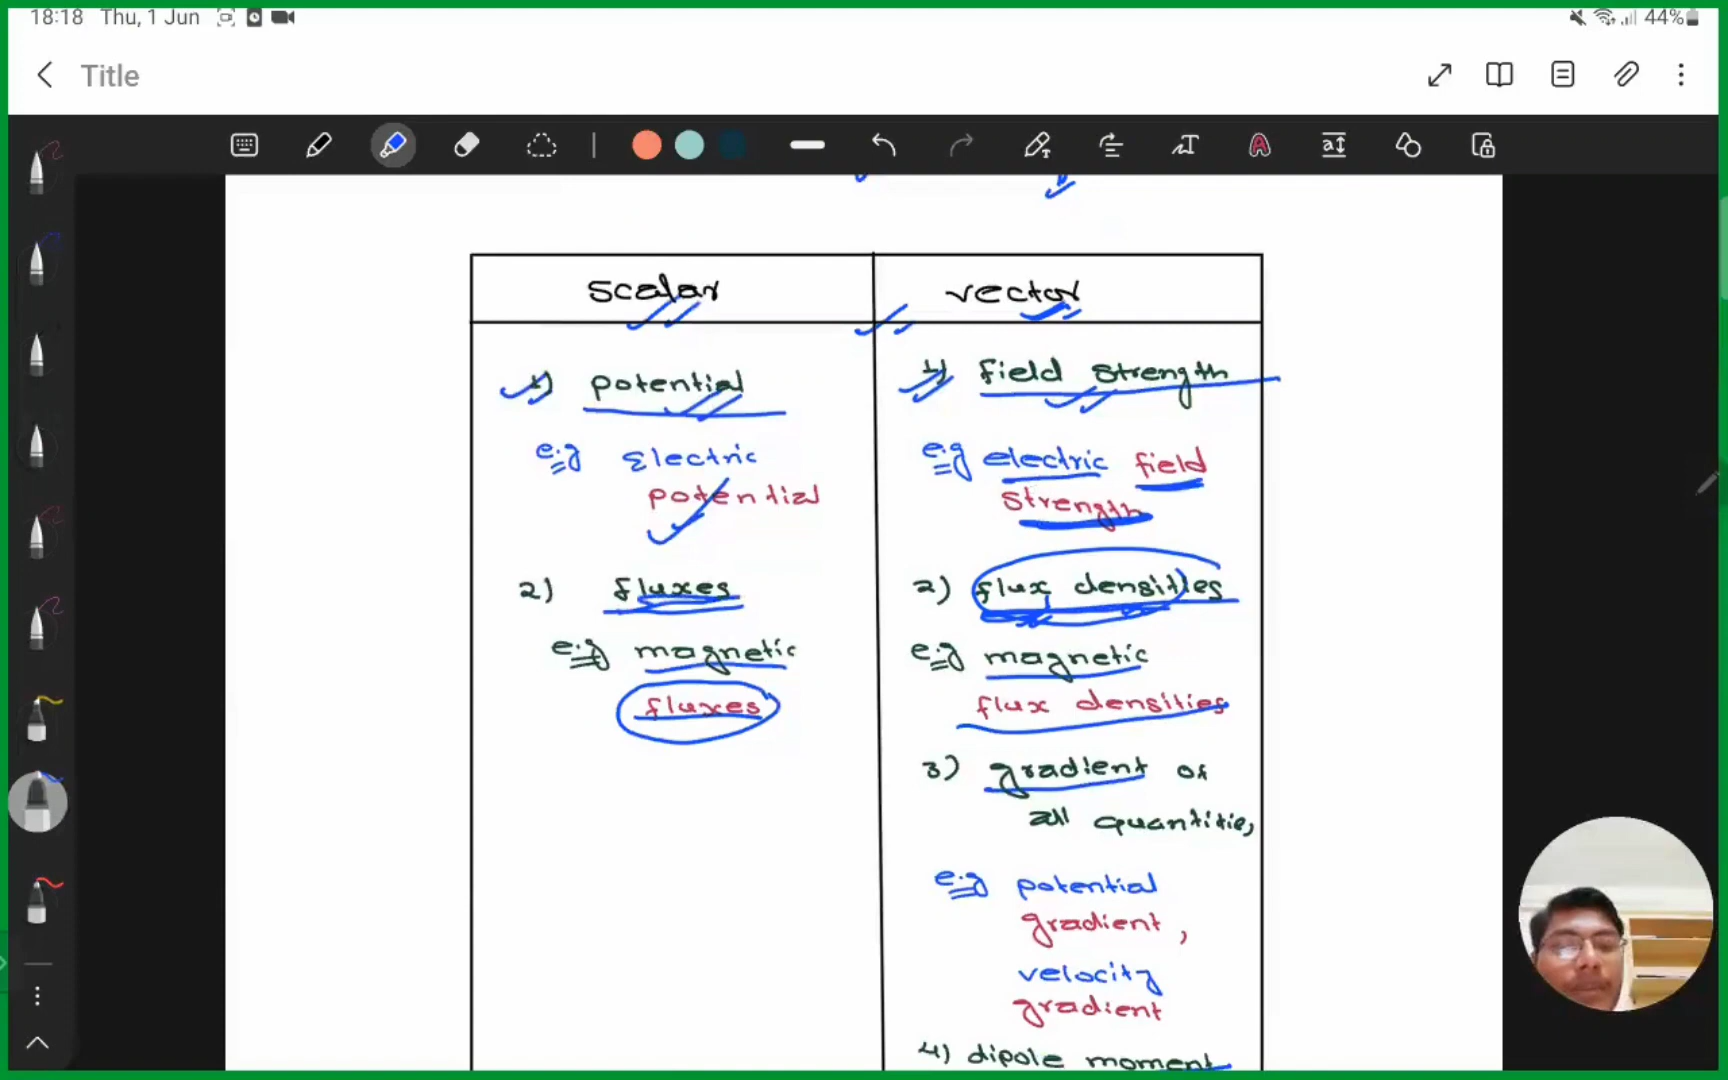 18:18 Thu, 1 Jun
44%
Title
scalar
vector
1) potential
e.g Electric
potential
2) fluxes
e.g magnetic
fluxes
1) field strength
e.g electric field
strength
2) flux densities
e.g magnetic
flux densities
3) gradient of
all quantities,
e.g potential
gradient,
velocity
gradient
4) dipole moment